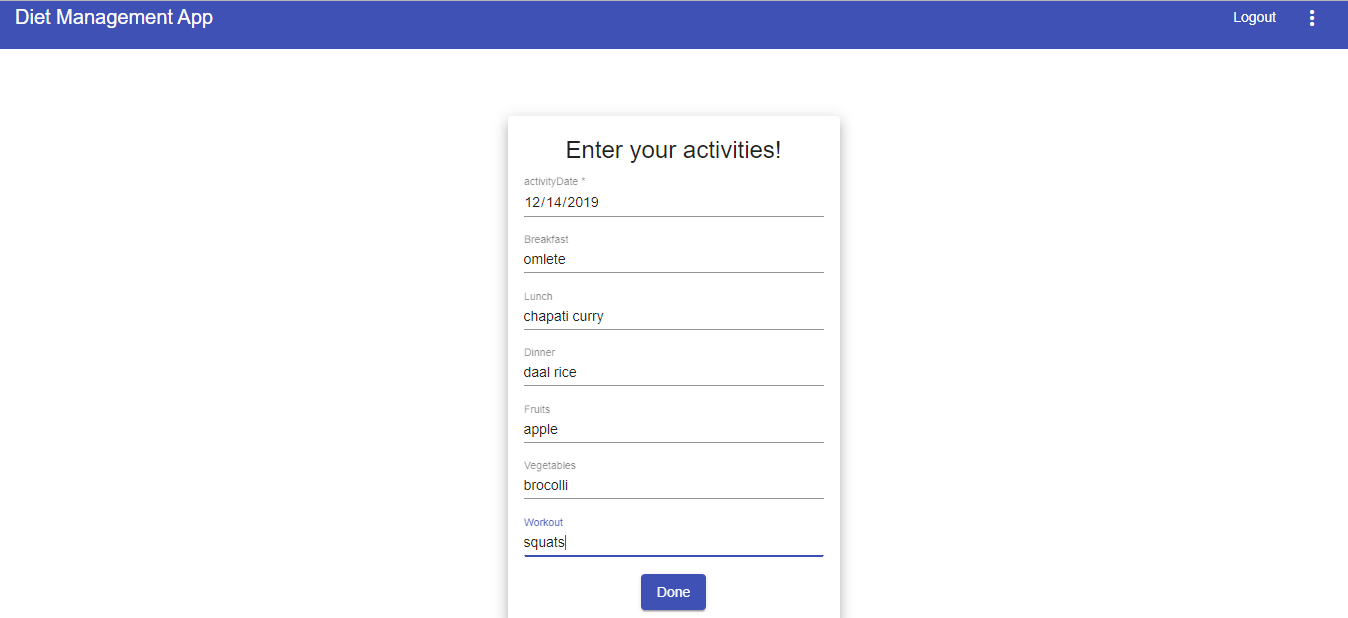 Diet Management App
Logout
Enter your activities!
activityDate *
12/14/2019
Breakfast
omlete
Lunch
chapati curry
Dinner
daal rice
Fruits
apple
Vegetables
brocolli
Workout
squats
Done